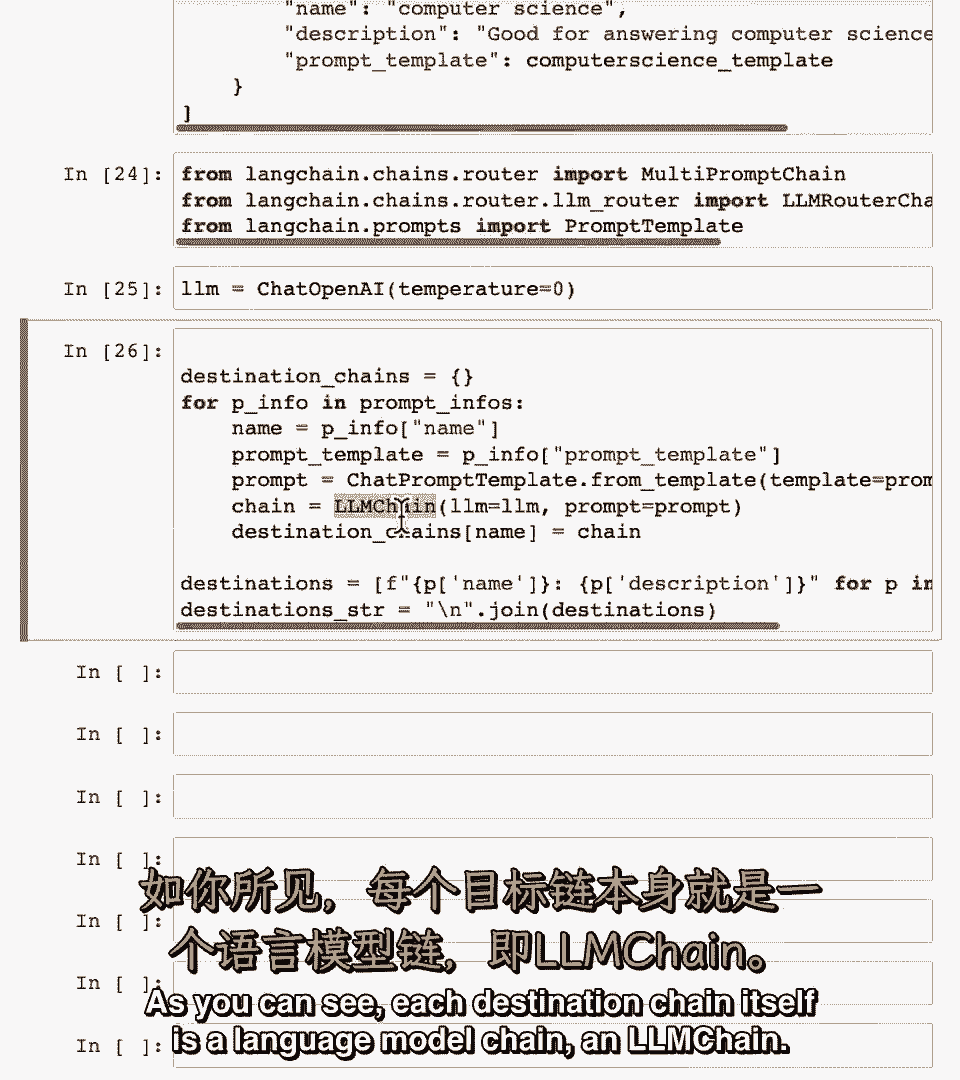 "name": "computer science",
"description": "Good for answering computer science
"prompt_template": computerscience_template
}
]
In [24]: from langchain.chains.router import MultiPromptChain
from langchain.chains.router.llm_router import LLMRouterCha
from langchain.prompts import PromptTemplate
In [25]: llm = ChatOpenAI(temperature=0)
In [26]:
destination_chains = {}
for p_info in prompt_infos:
name = p_info["name"]
prompt_template = p_info["prompt_template"]
prompt = ChatPromptTemplate.from_template(template=prom
chain = LLMChain(llm=llm, prompt=prompt)
destination_chains[name] = chain
destinations = [f"{p['name']}: {p['description']}" for p in
destinations_str = "\n".join(destinations)
In [ ]:
In [ ]:
In [ ]:
In [ ]:
如你所见，每个目标链本身就是一
In [ ]:
个语言模型链，即LLMChain。
In [ ]:
As you can see, each destination chain itself
is a language model chain, an LLMChain.
In [ ]: